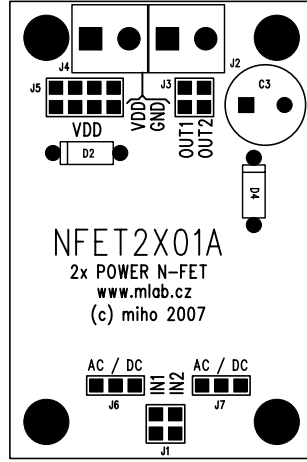 J4
J2
J5
J3
C3
VDD
VDD
GND
OUT1
OUT2
D2
D4
NFET2X01A
2x POWER N-FET
www.mlab.cz
(c) miho 2007
AC / DC
IN1
IN2
AC / DC
J6
J7
J1